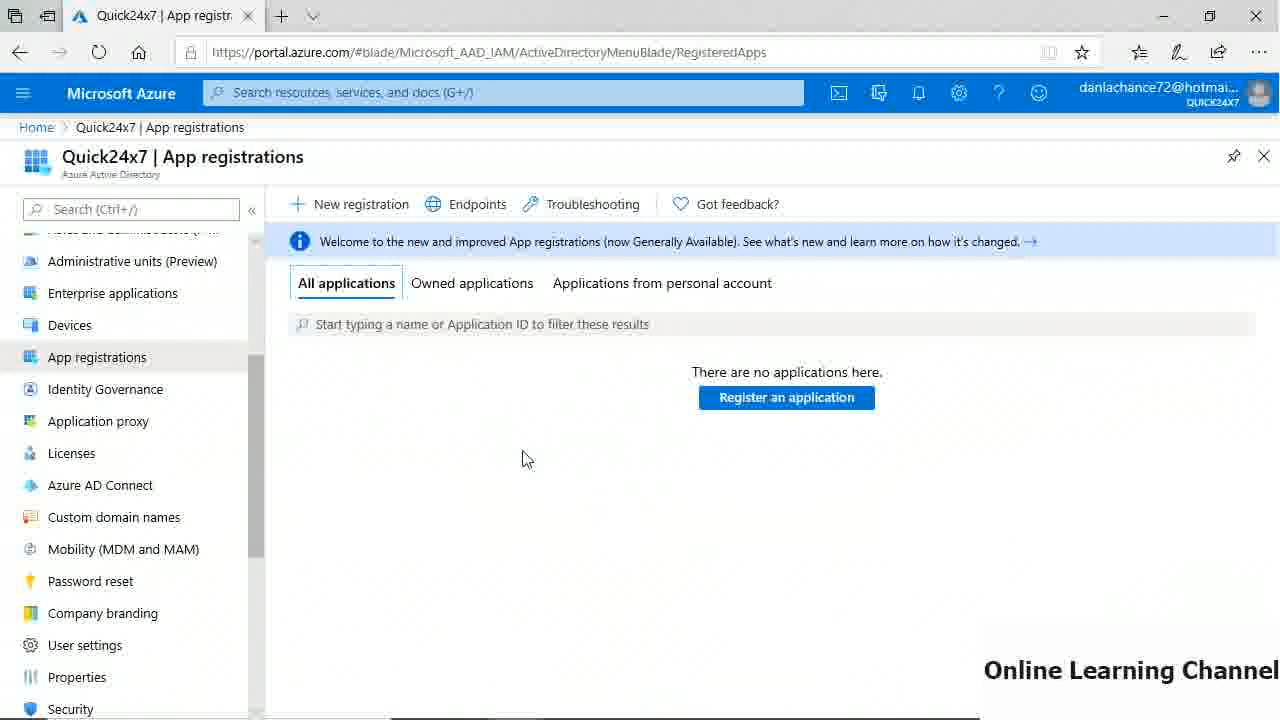 Quick24x7 | App registr
https://portal.azure.com/#blade/Microsoft_AAD_IAM/ActiveDirectoryMenuBlade/RegisteredApps
Microsoft Azure
Search resources, services, and docs (G+/)
danlachance72@hotmai...
QUICK24X7
Home > Quick24x7 | App registrations
Quick24x7 | App registrations
Azure Active Directory
Search (Ctrl+/)
New registration
Endpoints
Troubleshooting
Got feedback?
Welcome to the new and improved App registrations (now Generally Available). See what's new and learn more on how it's changed. →
All applications
Owned applications
Applications from personal account
Start typing a name or Application ID to filter these results
There are no applications here.
Register an application
Administrative units (Preview)
Enterprise applications
Devices
App registrations
Identity Governance
Application proxy
Licenses
Azure AD Connect
Custom domain names
Mobility (MDM and MAM)
Password reset
Company branding
User settings
Properties
Security
Online Learning Channel